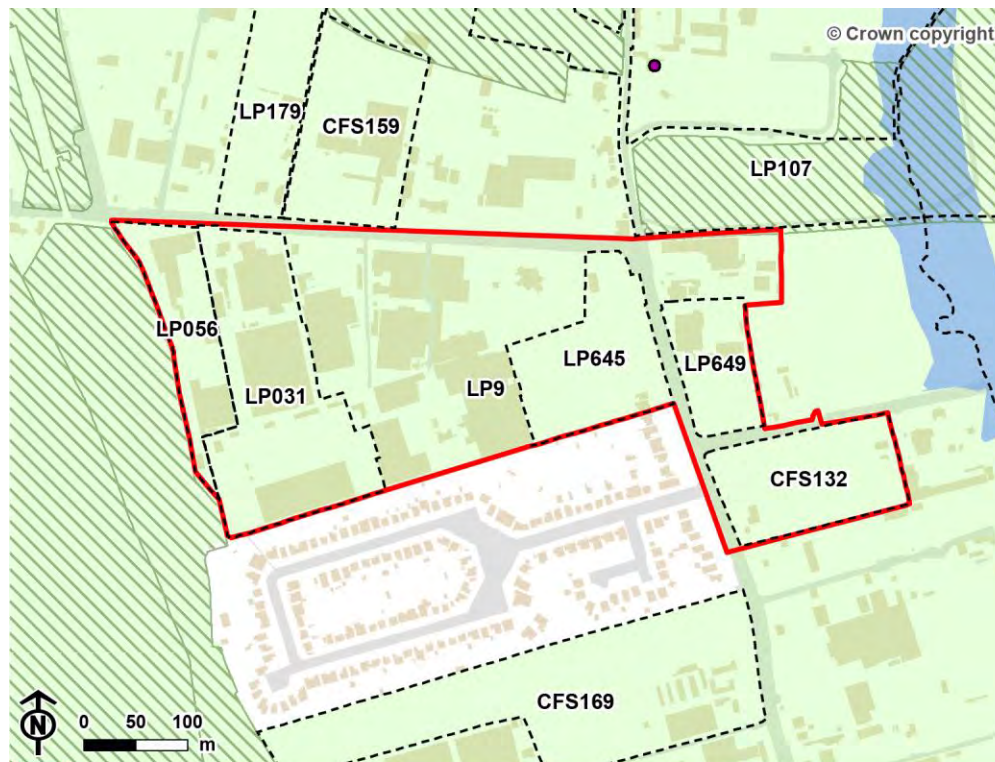 © Crown copyright
LP179
CFS159
LP107
LP056
LP031
LP9
LP645
LP649
CFS132
CFS169
N
0 50 100
m